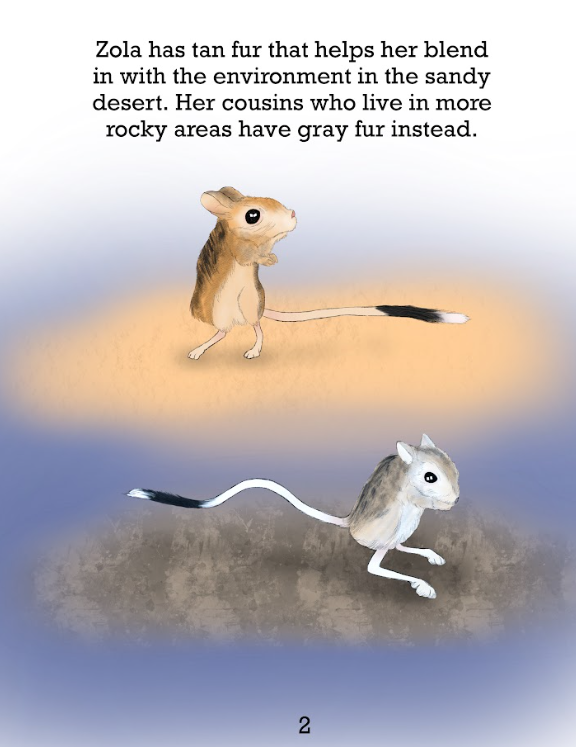 Zola has tan fur that helps her blend
in with the environment in the sandy
desert. Her cousins who live in more
rocky areas have gray fur instead.
2